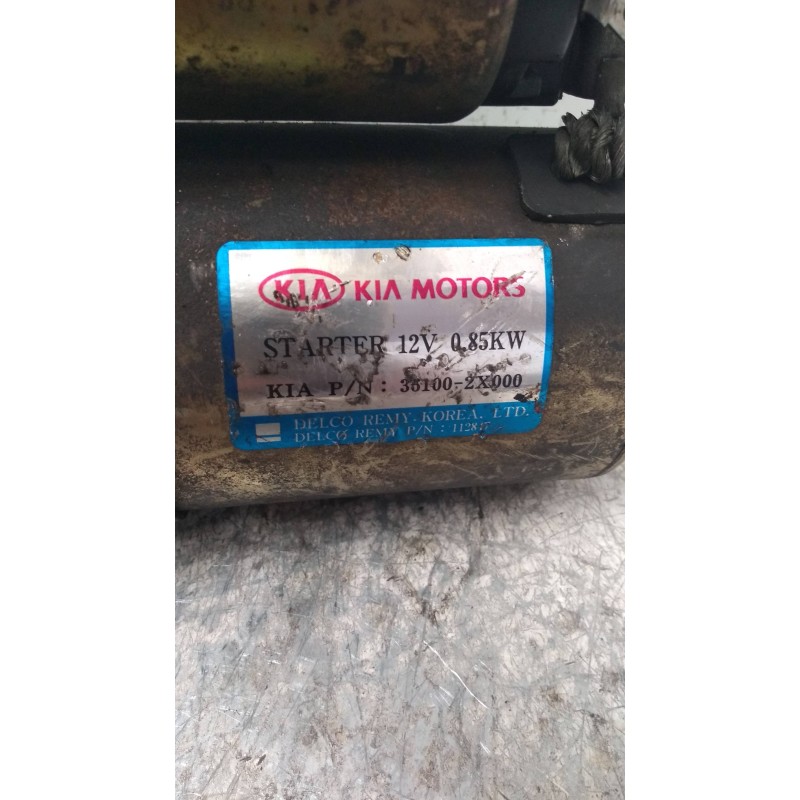 KIA KIA MOTORS
STARTER 12V 0.85KW
KIA P/N : 36100-2X000
DELCO REMY KOREA. LTD.
DELCO REMY P/N :